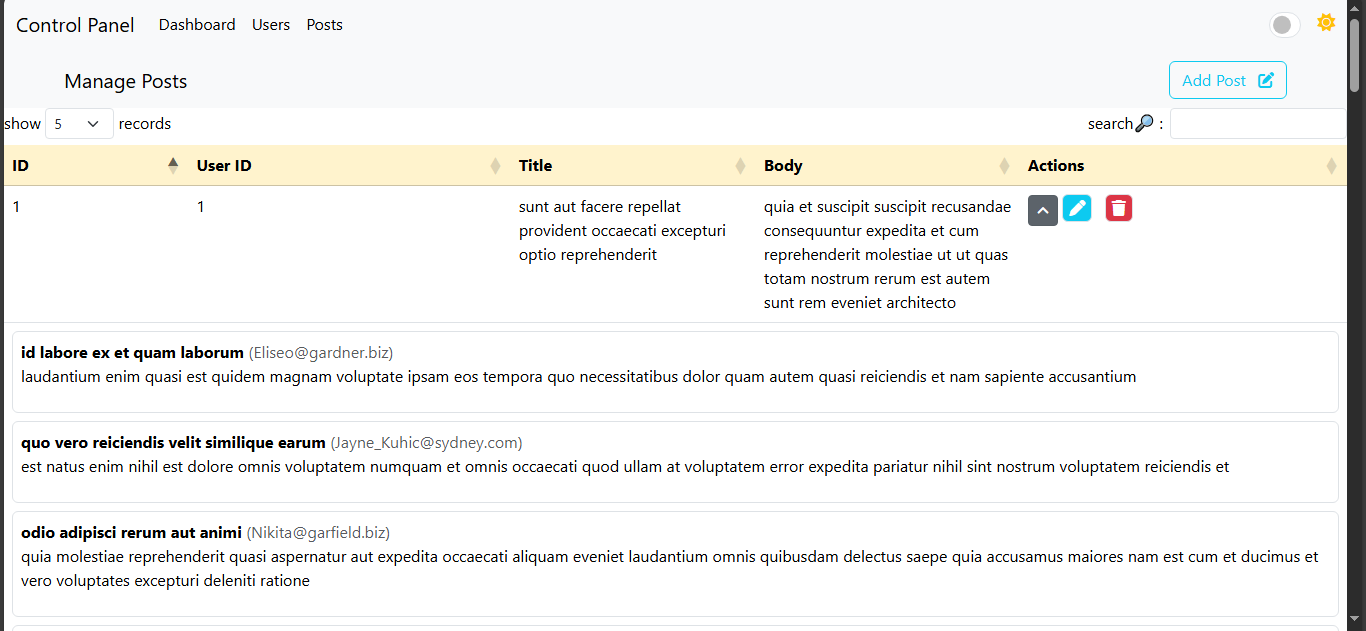 Control Panel Dashboard Users Posts
Manage Posts Add Post
show 5 records search :
ID User ID Title Body Actions
1 1 sunt aut facere repellat quia et suscipit suscipit recusandae
provident occaecati excepturi consequuntur expedita et cum
optio reprehenderit reprehenderit molestiae ut ut quas
totam nostrum rerum est autem
sunt rem eveniet architecto
id labore ex et quam laborum (Eliseo@gardner.biz)
laudantium enim quasi est quidem magnam voluptate ipsam eos tempora quo necessitatibus dolor quam autem quasi reiciendis et nam sapiente accusantium
quo vero reiciendis velit similique earum (Jayne_Kuhic@sydney.com)
est natus enim nihil est dolore omnis voluptatem numquam et omnis occaecati quod ullam at voluptatem error expedita pariatur nihil sint nostrum voluptatem reiciendis et
odio adipisci rerum aut animi (Nikita@garfield.biz)
quia molestiae reprehenderit quasi aspernatur aut expedita occaecati aliquam eveniet laudantium omnis quibusdam delectus saepe quia accusamus maiores nam est cum et ducimus et
vero voluptates excepturi deleniti ratione